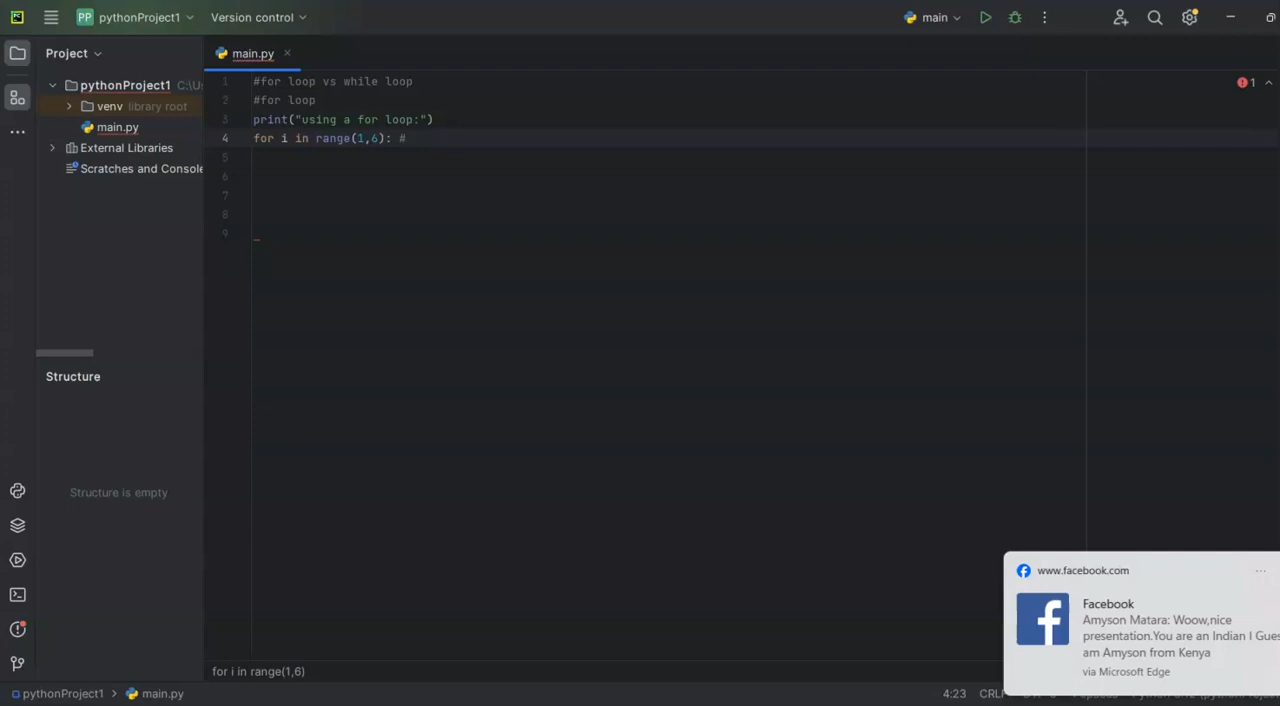 PP pythonProject1 Version control main
Project main.py
pythonProject1 C:\Us
venv library root
main.py
External Libraries
Scratches and Console
1 #for loop vs while loop
2 #for loop
3 print("using a for loop:")
4 for i in range(1,6): #
5
6
7
8
9
1
Structure
Structure is empty
www.facebook.com
Facebook
Amyson Matara: Woow,nice
presentation.You are an Indian I Gues
am Amyson from Kenya
via Microsoft Edge
for i in range(1,6)
pythonProject1 main.py 4:23 CRLF